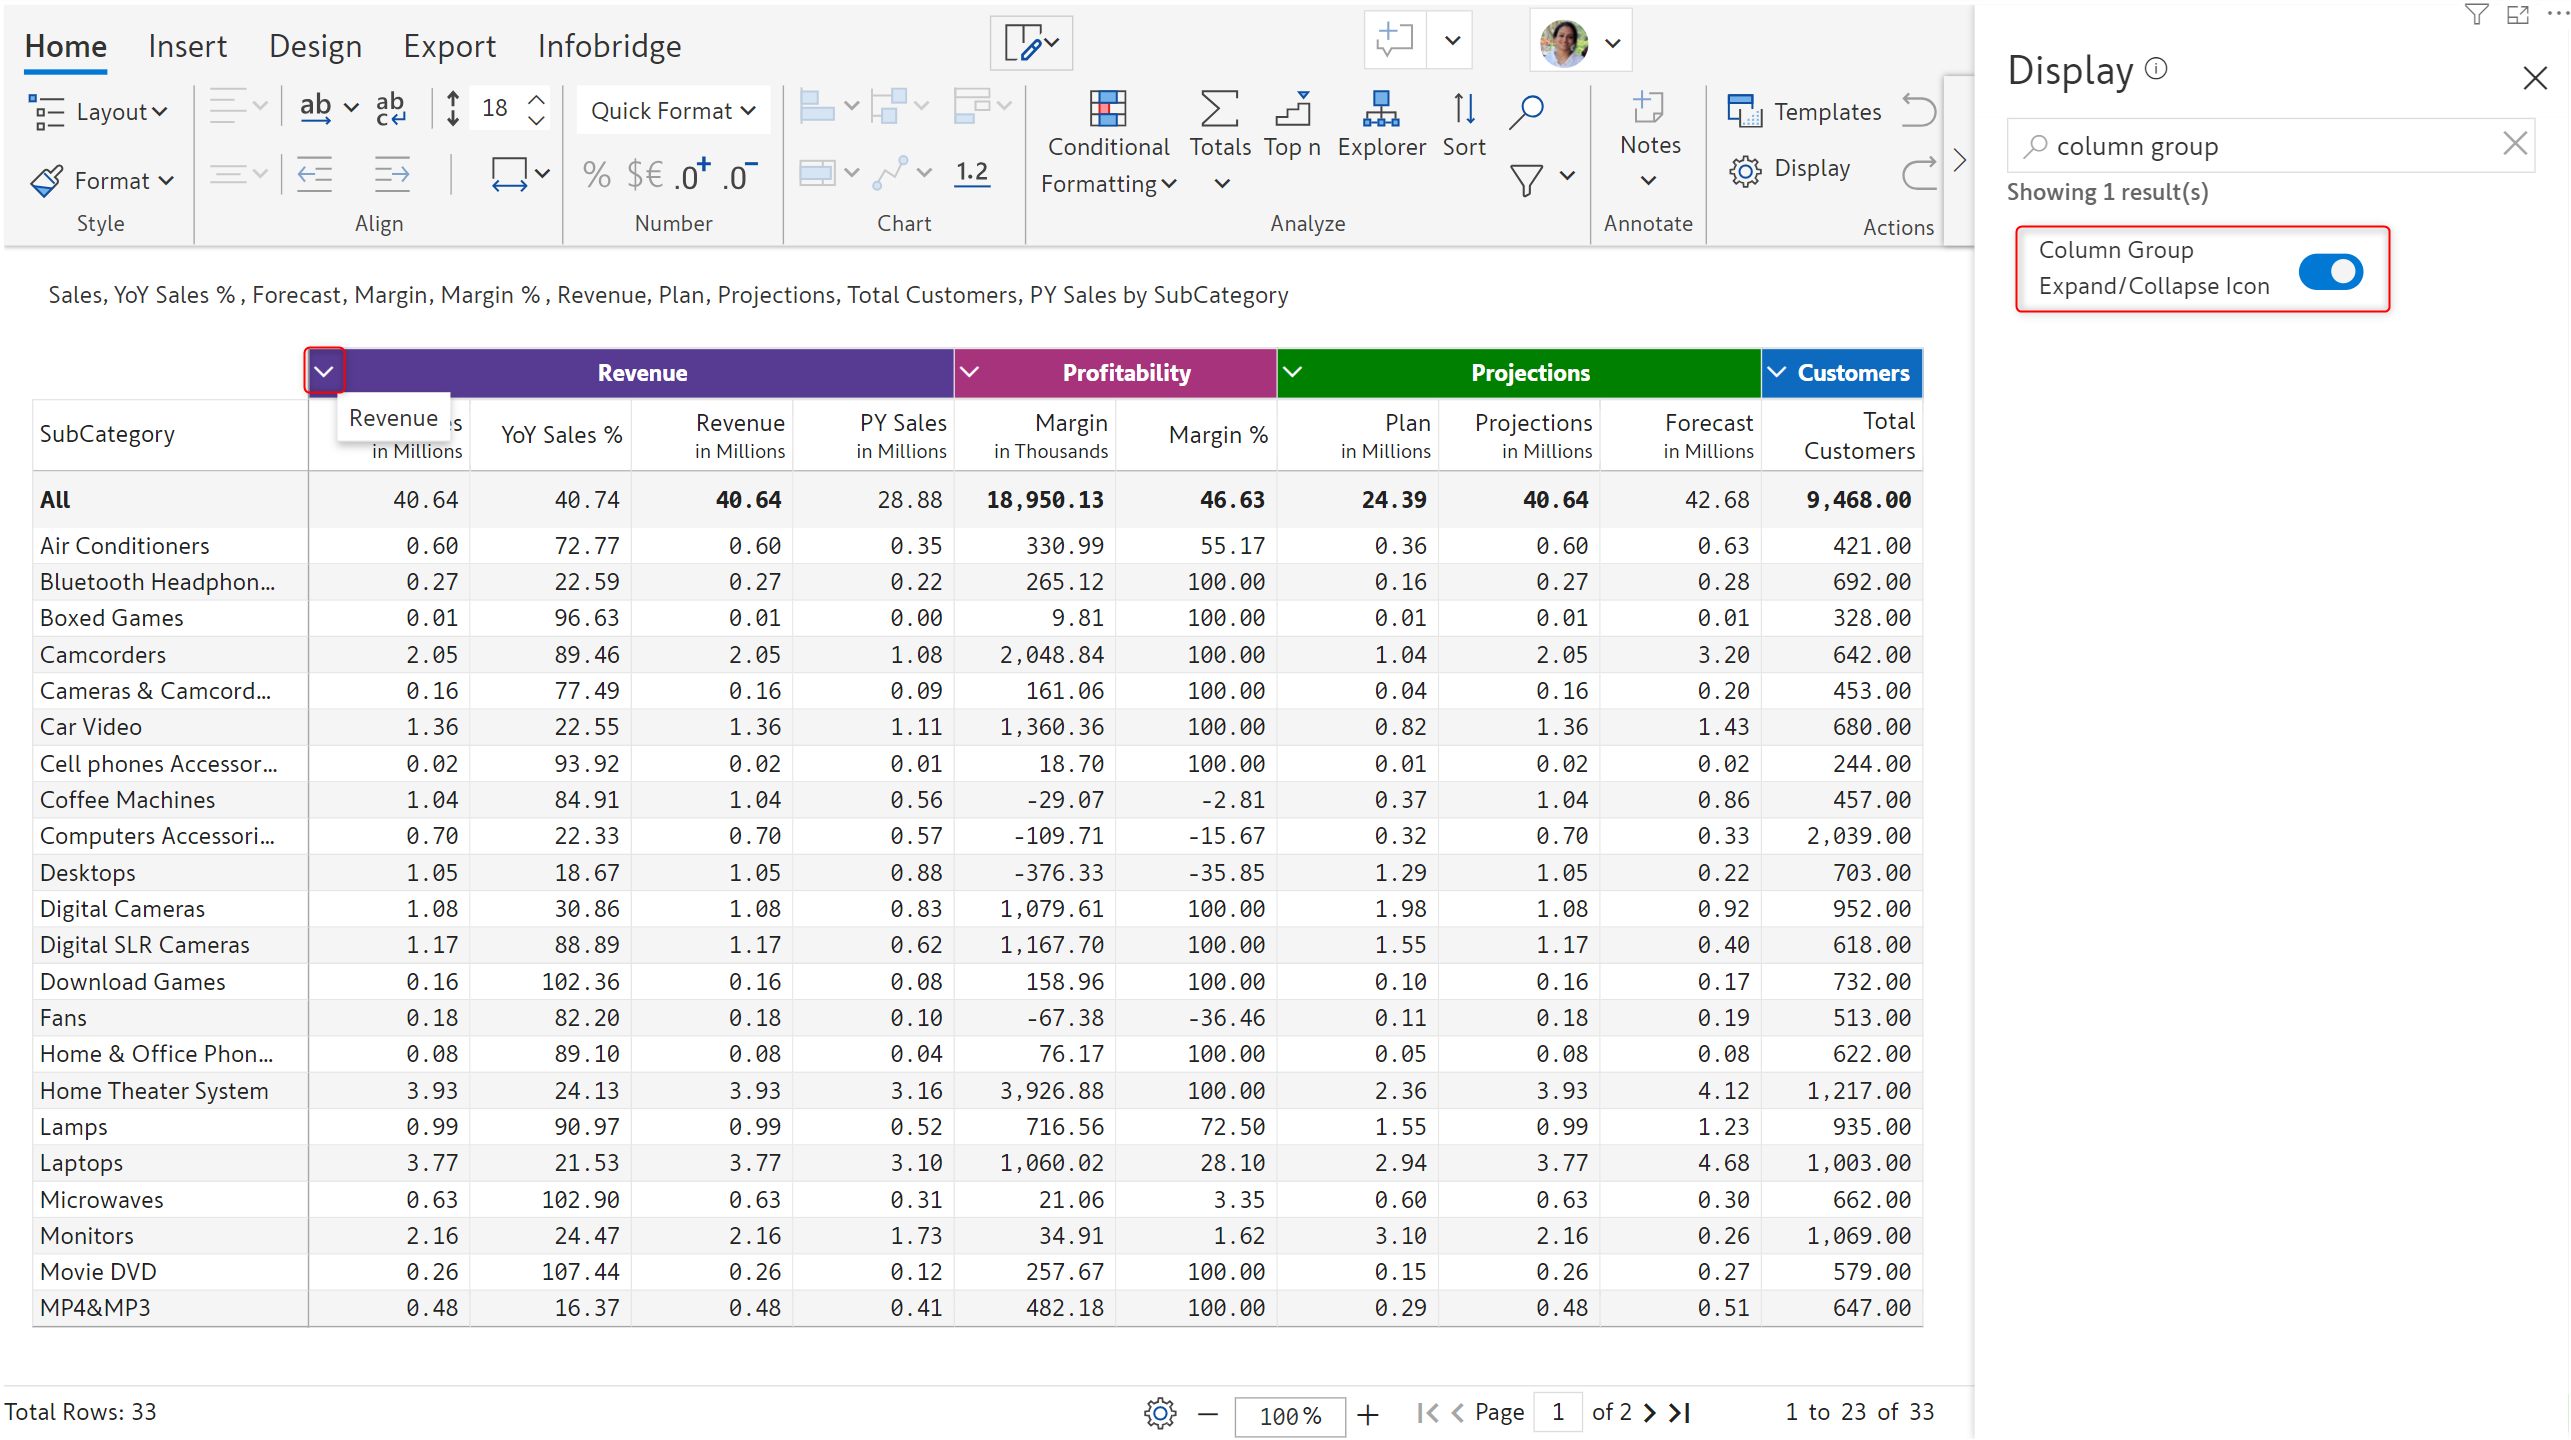 Home Insert Design Export Infobridge
Layout
Format
Style
ab
ab
c
18
Align
Quick Format
% $€ .0+ .0-
Number
1.2
Chart
Conditional
Formatting
Totals
Top n
Explorer
Sort
Analyze
Notes
Annotate
Templates
Display
Actions
Sales, YoY Sales %, Forecast, Margin, Margin %, Revenue, Plan, Projections, Total Customers, PY Sales by SubCategory
Revenue Profitability Projections Customers
Revenue
SubCategory
in Millions
YoY Sales %
Revenue
in Millions
PY Sales
in Millions
Margin
in Thousands
Margin %
Plan
in Millions
Projections
in Millions
Forecast
in Millions
Total
Customers
All 40.64 40.74 40.64 28.88 18,950.13 46.63 24.39 40.64 42.68 9,468.00
Air Conditioners 0.60 72.77 0.60 0.35 330.99 55.17 0.36 0.60 0.63 421.00
Bluetooth Headphon... 0.27 22.59 0.27 0.22 265.12 100.00 0.16 0.27 0.28 692.00
Boxed Games 0.01 96.63 0.01 0.00 9.81 100.00 0.01 0.01 0.01 328.00
Camcorders 2.05 89.46 2.05 1.08 2,048.84 100.00 1.04 2.05 3.20 642.00
Cameras & Camcord... 0.16 77.49 0.16 0.09 161.06 100.00 0.04 0.16 0.20 453.00
Car Video 1.36 22.55 1.36 1.11 1,360.36 100.00 0.82 1.36 1.43 680.00
Cell phones Accessor... 0.02 93.92 0.02 0.01 18.70 100.00 0.01 0.02 0.02 244.00
Coffee Machines 1.04 84.91 1.04 0.56 -29.07 -2.81 0.37 1.04 0.86 457.00
Computers Accessori... 0.70 22.33 0.70 0.57 -109.71 -15.67 0.32 0.70 0.33 2,039.00
Desktops 1.05 18.67 1.05 0.88 -376.33 -35.85 1.29 1.05 0.22 703.00
Digital Cameras 1.08 30.86 1.08 0.83 1,079.61 100.00 1.98 1.08 0.92 952.00
Digital SLR Cameras 1.17 88.89 1.17 0.62 1,167.70 100.00 1.55 1.17 0.40 618.00
Download Games 0.16 102.36 0.16 0.08 158.96 100.00 0.10 0.16 0.17 732.00
Fans 0.18 82.20 0.18 0.10 -67.38 -36.46 0.11 0.18 0.19 513.00
Home & Office Phon... 0.08 89.10 0.08 0.04 76.17 100.00 0.05 0.08 0.08 622.00
Home Theater System 3.93 24.13 3.93 3.16 3,926.88 100.00 2.36 3.93 4.12 1,217.00
Lamps 0.99 90.97 0.99 0.52 716.56 72.50 1.55 0.99 1.23 935.00
Laptops 3.77 21.53 3.77 3.10 1,060.02 28.10 2.94 3.77 4.68 1,003.00
Microwaves 0.63 102.90 0.63 0.31 21.06 3.35 0.60 0.63 0.30 662.00
Monitors 2.16 24.47 2.16 1.73 34.91 1.62 3.10 2.16 0.26 1,069.00
Movie DVD 0.26 107.44 0.26 0.12 257.67 100.00 0.15 0.26 0.27 579.00
MP4&MP3 0.48 16.37 0.48 0.41 482.18 100.00 0.29 0.48 0.51 647.00
Total Rows: 33
100%
Page 1 of 2
1 to 23 of 33
Display
column group
Showing 1 result(s)
Column Group
Expand/Collapse Icon